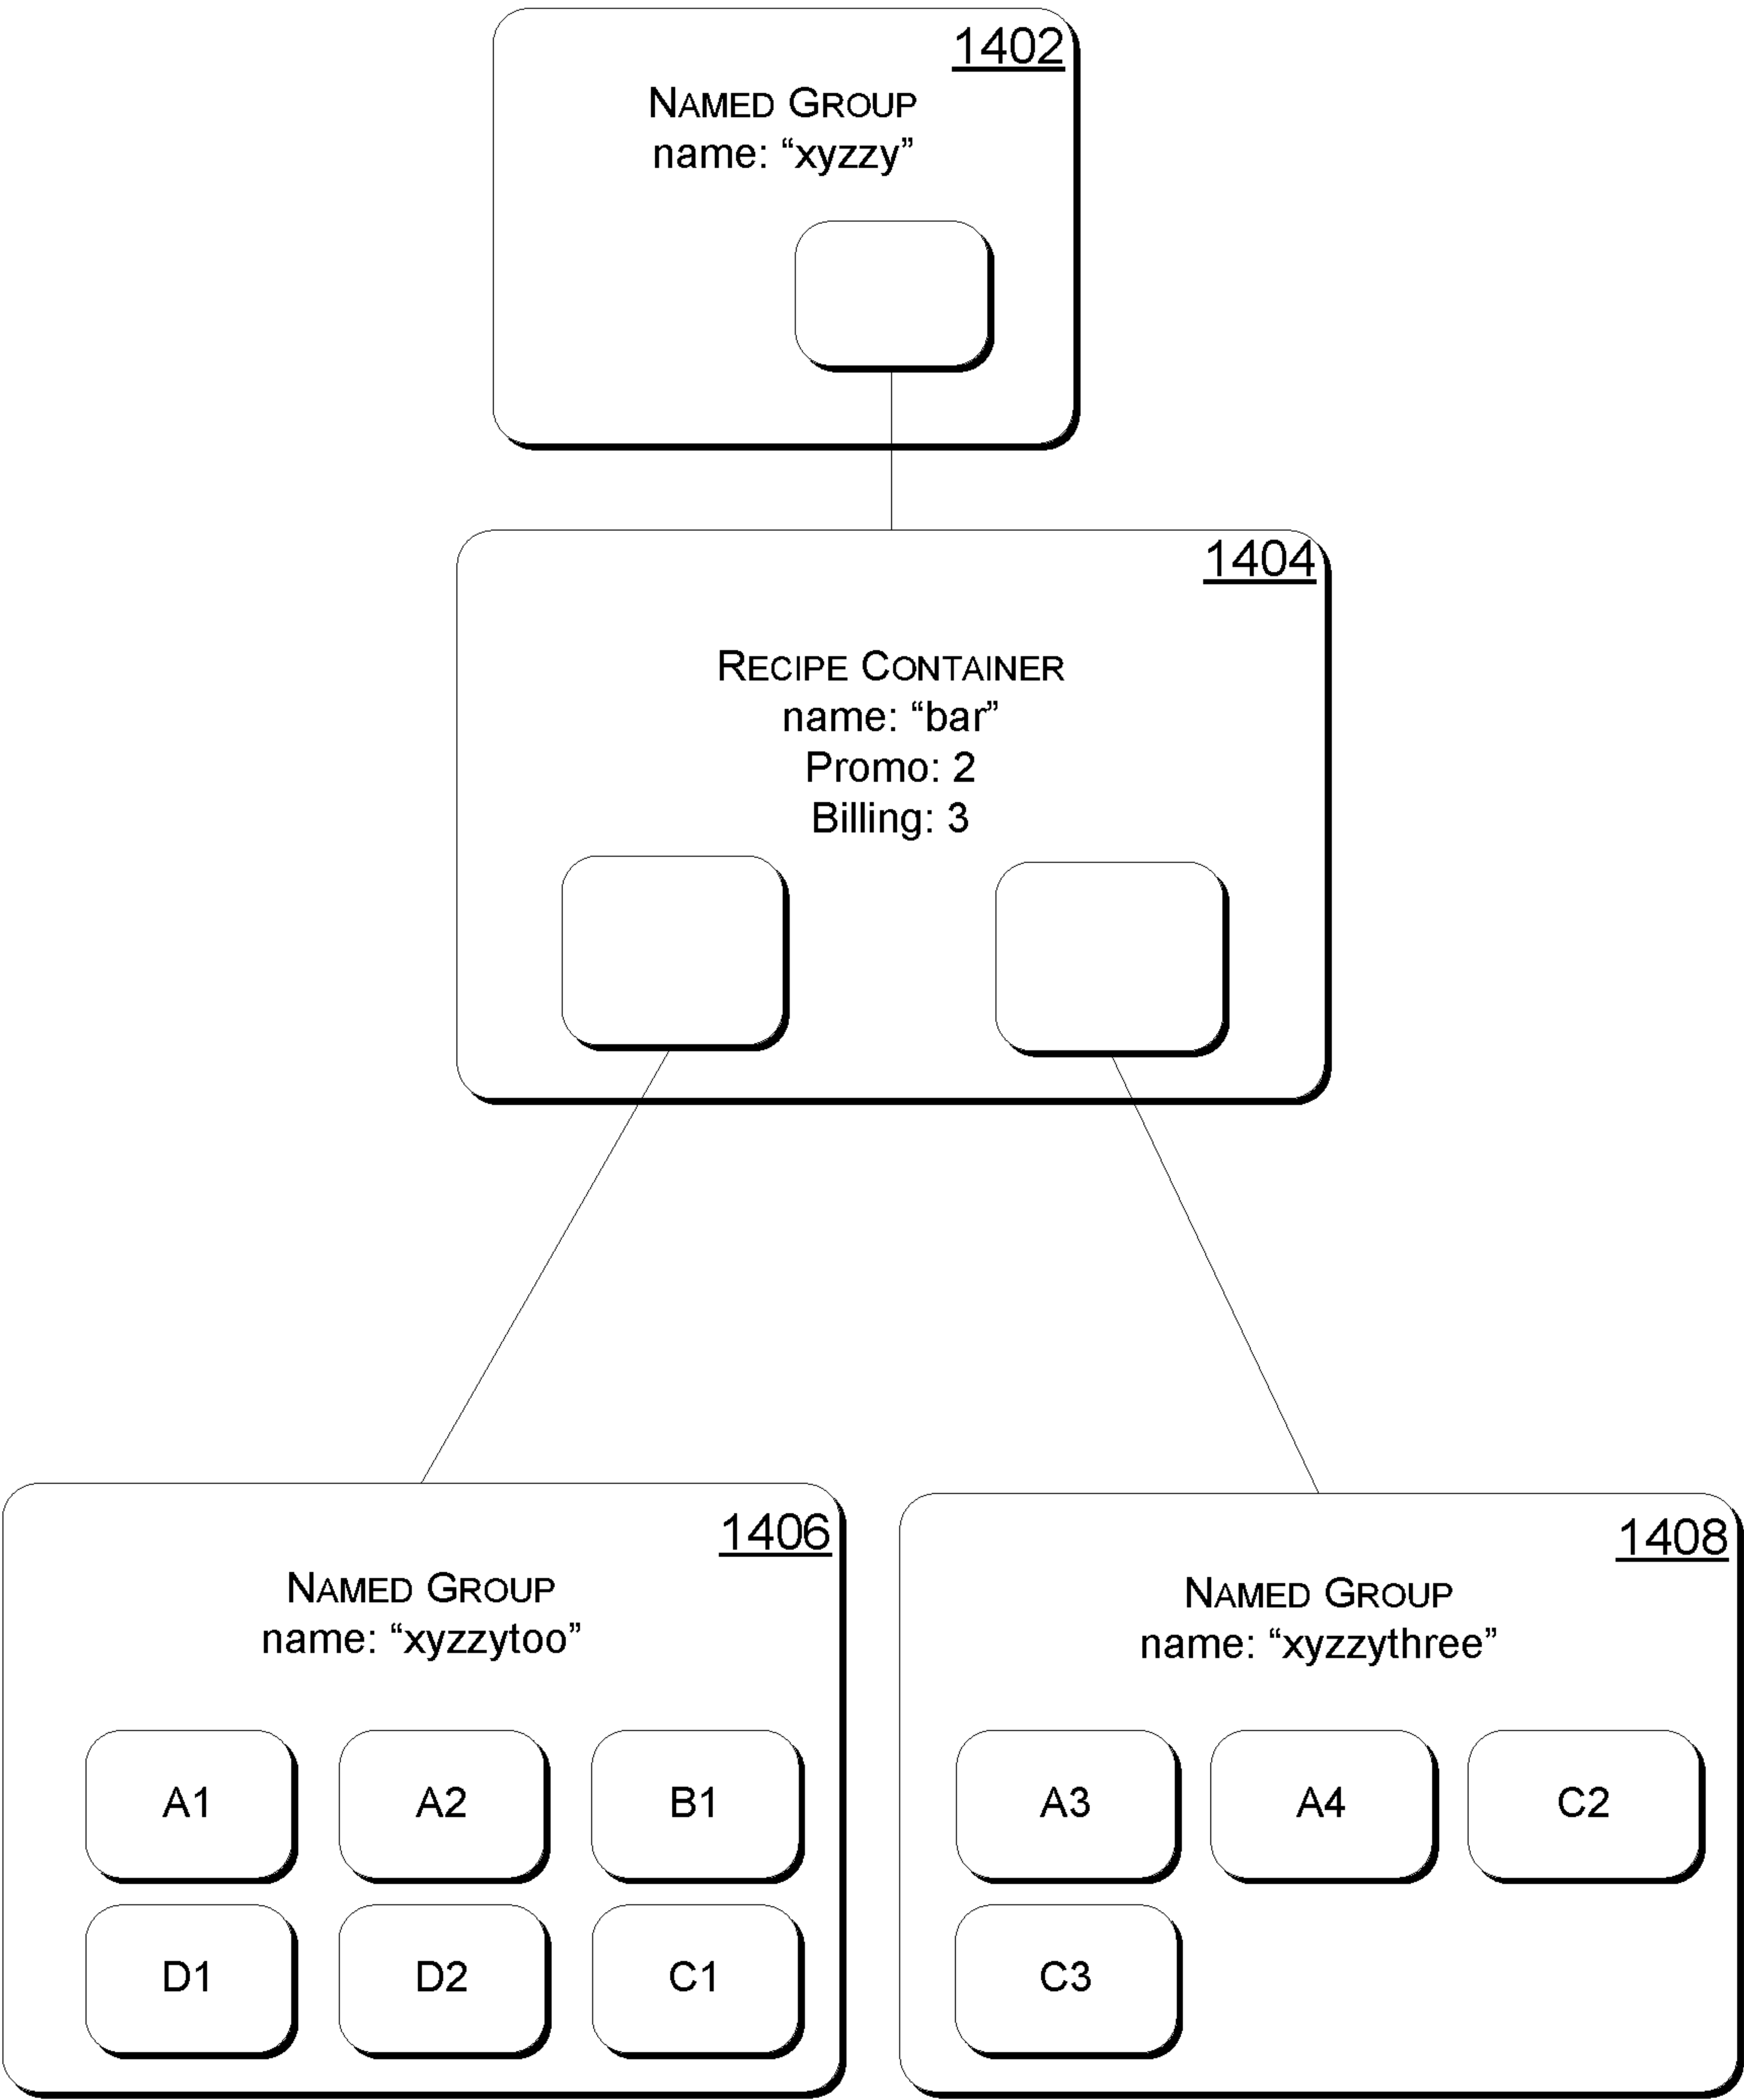 1402
NAMED GROUP
name: “xyzzy”
1404
RECIPE CONTAINER
name: “bar”
Promo: 2
Billing: 3
1406
NAMED GROUP
name: “xyzzytoo”
A1 A2 B1
D1 D2 C1
1408
NAMED GROUP
name: “xyzzythree”
A3 A4 C2
C3